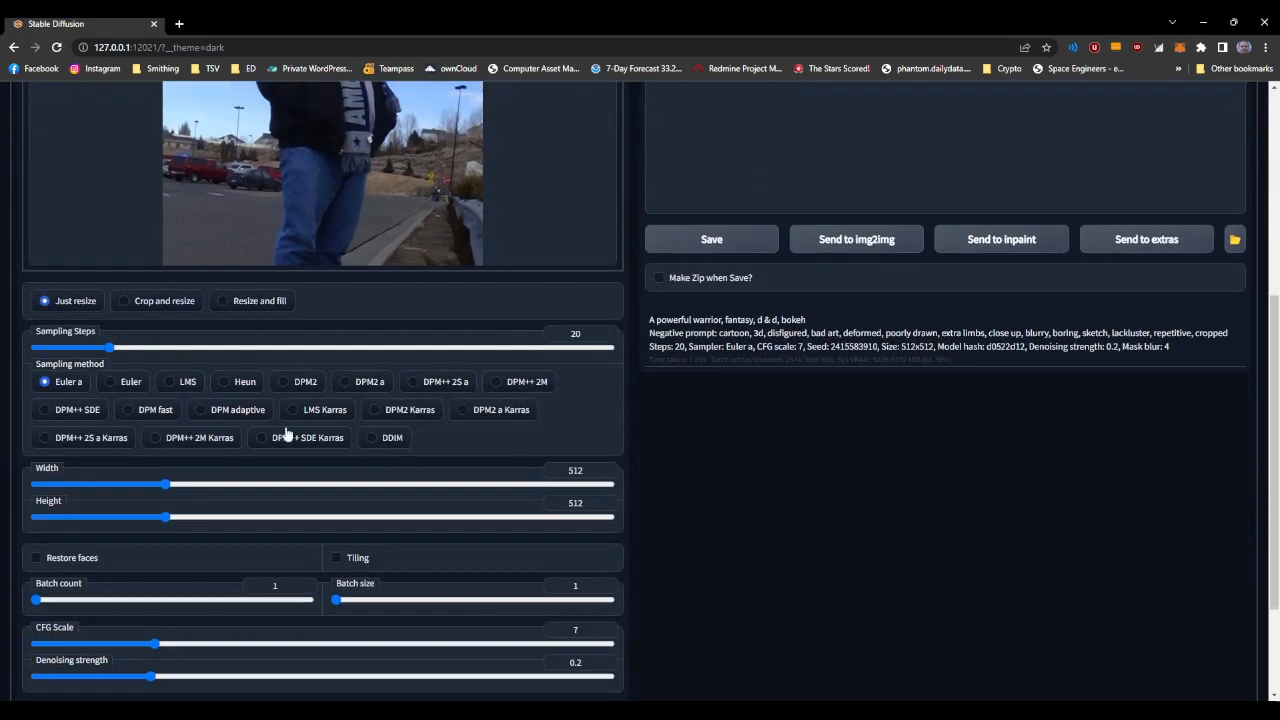 Stable Diffusion
127.0.0.1:12021/?__theme=dark
Facebook Instagram Smithing TSV ED Private WordPress... Teampass ownCloud Computer Asset Ma... 7-Day Forecast 33.2... Redmine Project M... The Stars Scored! phantom.dailydata.... Crypto Space Engineers - e... » Other bookmarks
AME
Save Send to img2img Send to inpaint Send to extras
Make Zip when Save?
Just resize Crop and resize Resize and fill
A powerful warrior, fantasy, d & d, bokeh
Negative prompt: cartoon, 3d, disfigured, bad art, deformed, poorly drawn, extra limbs, close up, blurry, boring, sketch, lackluster, repetitive, cropped
Steps: 20, Sampler: Euler a, CFG scale: 7, Seed: 2415583910, Size: 512x512, Model hash: d0522d12, Denoising strength: 0.2, Mask blur: 4
Sampling Steps 20
Sampling method
Euler a Euler LMS Heun DPM2 DPM2 a DPM++ 2S a DPM++ 2M
DPM++ SDE DPM fast DPM adaptive LMS Karras DPM2 Karras DPM2 a Karras
DPM++ 2S a Karras DPM++ 2M Karras DPM++ SDE Karras DDIM
Width 512
Height 512
Restore faces Tiling
Batch count 1 Batch size 1
CFG Scale 7
Denoising strength 0.2